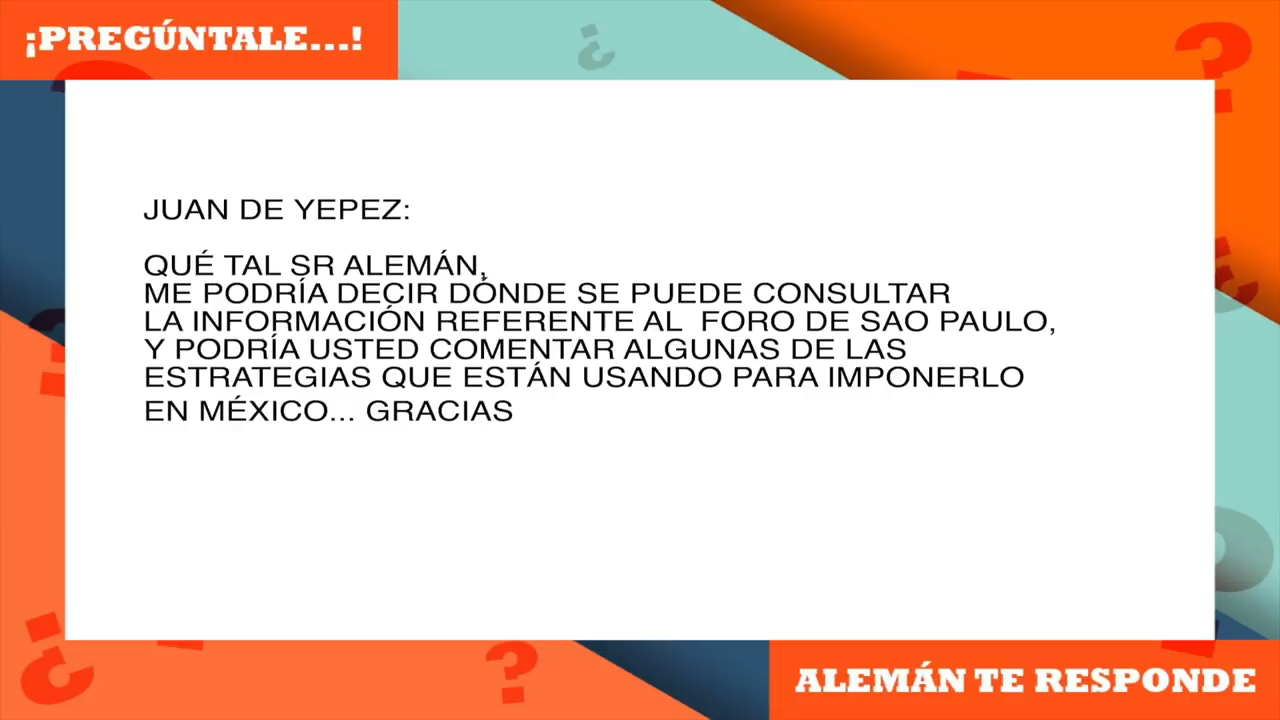 ¡PREGÚNTALE...!
JUAN DE YEPEZ:
QUÉ TAL SR ALEMÁN,
ME PODRÍA DECIR DÓNDE SE PUEDE CONSULTAR
LA INFORMACIÓN REFERENTE AL  FORO DE SAO PAULO,
Y PODRÍA USTED COMENTAR ALGUNAS DE LAS
ESTRATEGIAS QUE ESTÁN USANDO PARA IMPONERLO
EN MÉXICO... GRACIAS
ALEMÁN TE RESPONDE